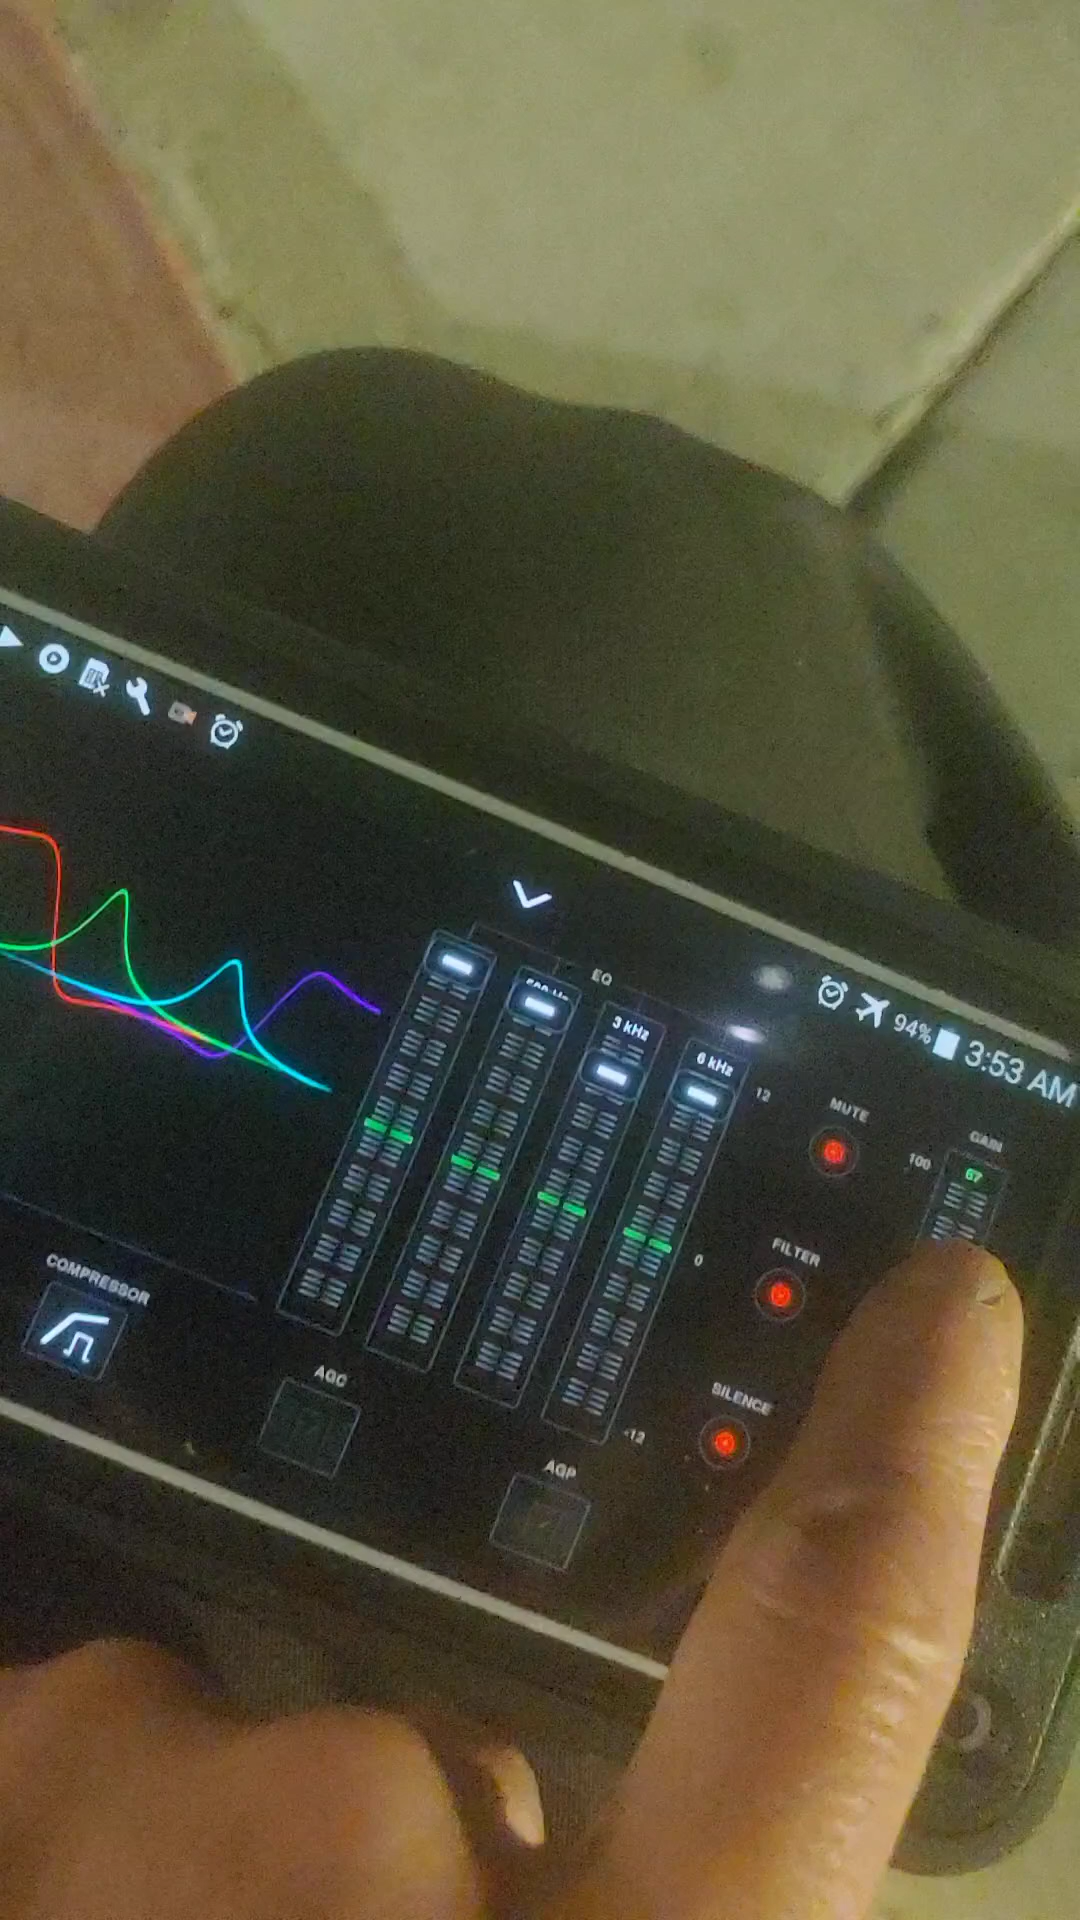 94% 3:53 AM
EQ
3 kHz
6 kHz
12
0
-12
MUTE
FILTER
SILENCE
GAIN
100
67
COMPRESSOR
AGC
AGP